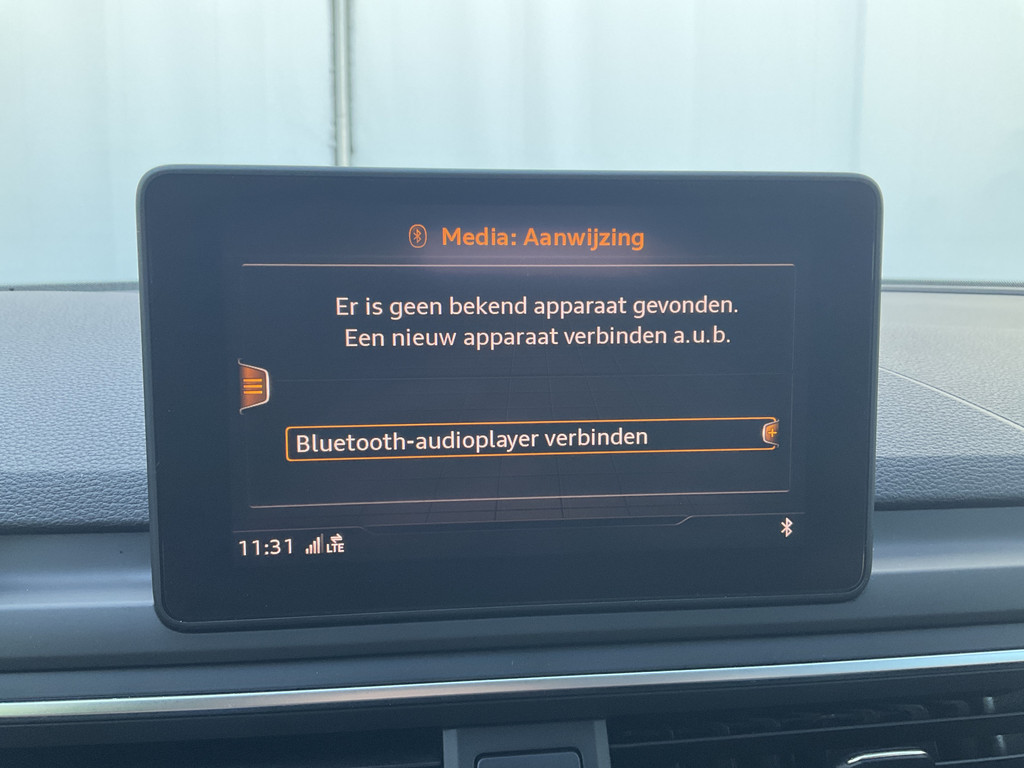 Media: Aanwijzing
Er is geen bekend apparaat gevonden.
Een nieuw apparaat verbinden a.u.b.
Bluetooth-audioplayer verbinden
11:31 LTE